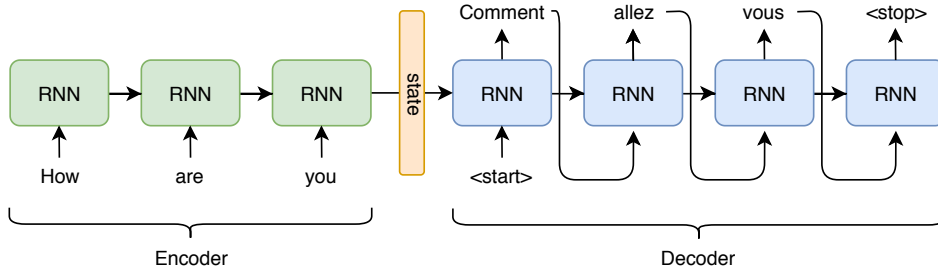 Comment
allez
vous
<stop>
RNN
RNN
RNN
state
RNN
RNN
RNN
RNN
How
are
you
<start>
Encoder
Decoder